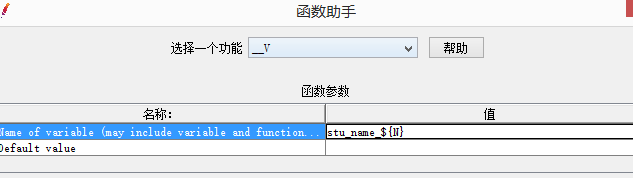 函数助手
选择一个功能 __V 帮助
函数参数
名称: 值
Name of variable (may include variable and function... stu_name_${N}
Default value